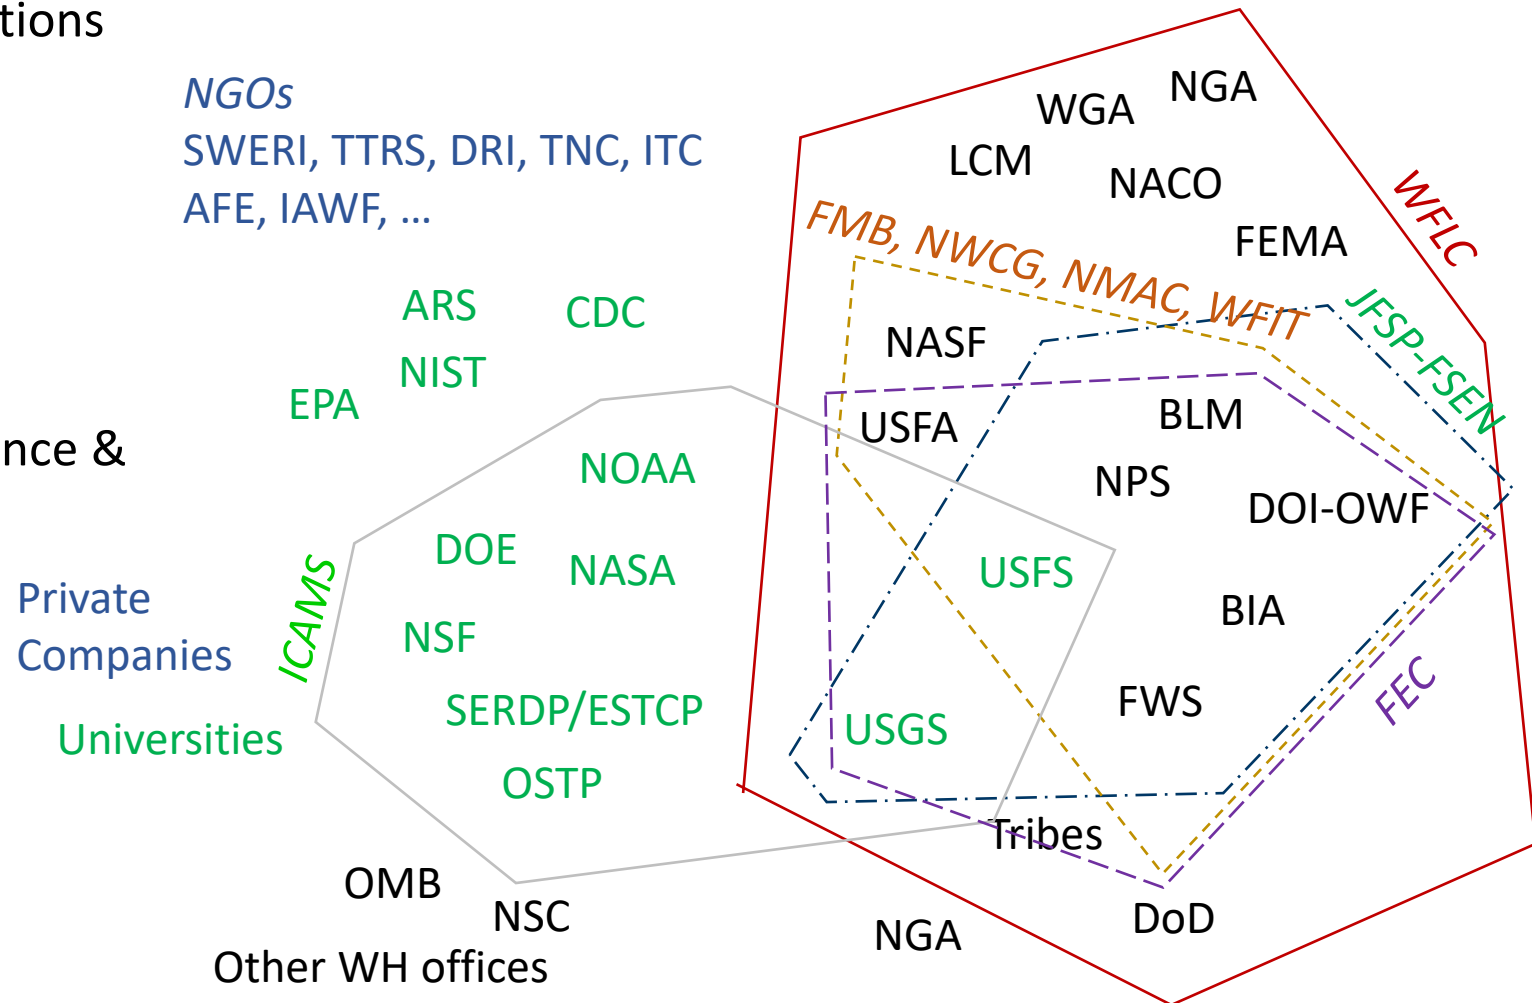 tions
NGOs
SWERI, TTRS, DRI, TNC, ITC
AFE, IAWF, ...
NGA
WGA
LCM
NACO
FEMA
WFLC
FMB, NWCG, NMAC, WFIT
JFSP-FSEN
ARS
CDC
NIST
EPA
NASF
USFA
BLM
nce &
NOAA
NPS
DOI-OWF
DOE
NASA
USFS
ICAMS
Private
Companies
NSF
BIA
SERDP/ESTCP
FWS
FEC
Universities
USGS
OSTP
Tribes
OMB
NSC
NGA
DoD
Other WH offices